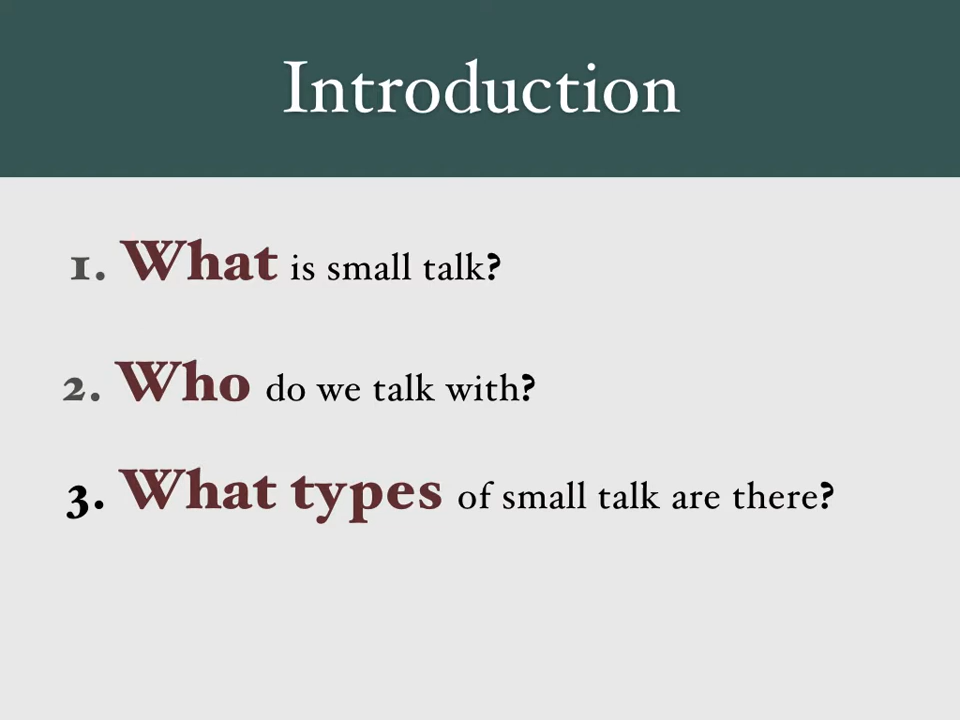 Introduction
1. What is small talk?
2. Who do we talk with?
3. What types of small talk are there?